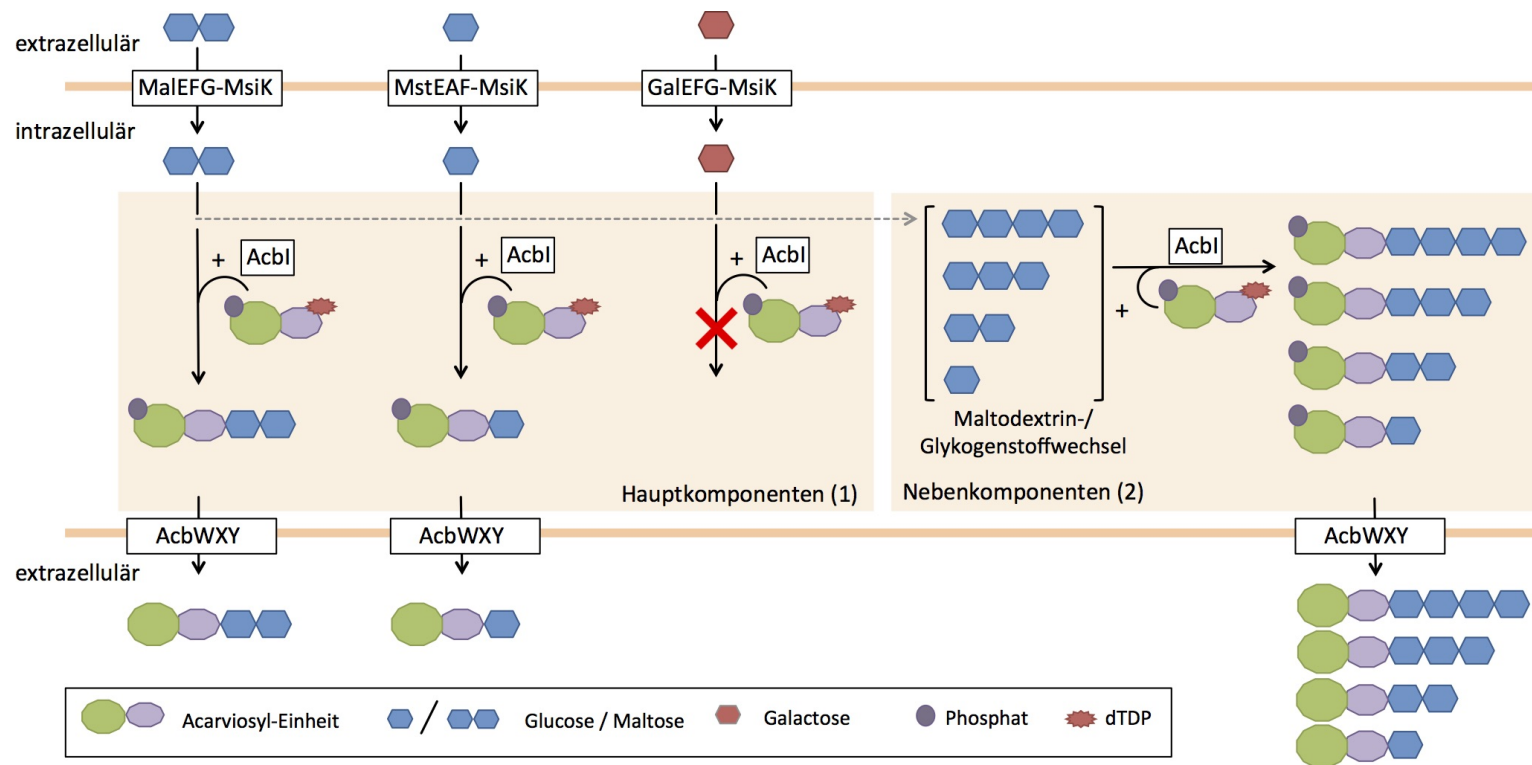 extrazellulär
MalEFG-MsiK
MstEAF-MsiK
GalEFG-MsiK
intrazellulär
+ AcbI
+ AcbI
+ AcbI
AcbI
+
Maltodextrin-/
Glykogenstoffwechsel
Hauptkomponenten (1)
Nebenkomponenten (2)
AcbWXY
AcbWXY
AcbWXY
extrazellulär
Acarviosyl-Einheit
/
Glucose / Maltose
Galactose
Phosphat
dTDP